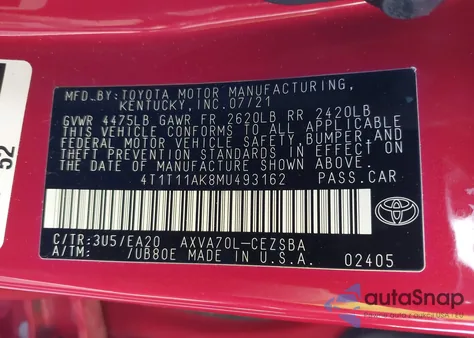 MFD. BY: TOYOTA MOTOR MANUFACTURING,
KENTUCKY, INC. 07/21
GVWR 4475LB GAWR FR 2620LB RR 2420LB
THIS VEHICLE CONFORMS TO ALL APPLICABLE
FEDERAL MOTOR VEHICLE SAFETY, BUMPER, AND
THEFT PREVENTION STANDARDS IN EFFECT ON
THE DATE OF MANUFACTURE SHOWN ABOVE.
4T1T11AK8MU493162 PASS.CAR
C/TR: 3U5/EA20 AXVA70L-CEZSBA
A/TM: /UB80E MADE IN U.S.A. 02405
52
autoSnap